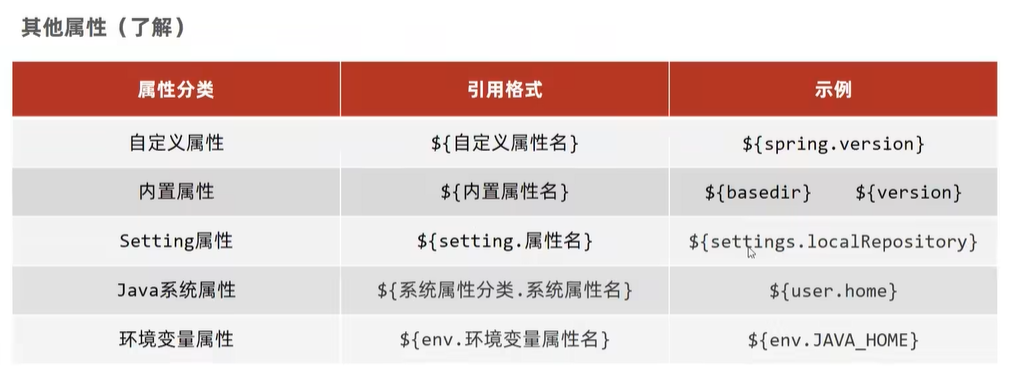 其他属性（了解）
属性分类 引用格式 示例
自定义属性 ${自定义属性名} ${spring.version}
内置属性 ${内置属性名} ${basedir} ${version}
Setting属性 ${setting.属性名} ${settings.localRepository}
Java系统属性 ${系统属性分类.系统属性名} ${user.home}
环境变量属性 ${env.环境变量属性名} ${env.JAVA_HOME}